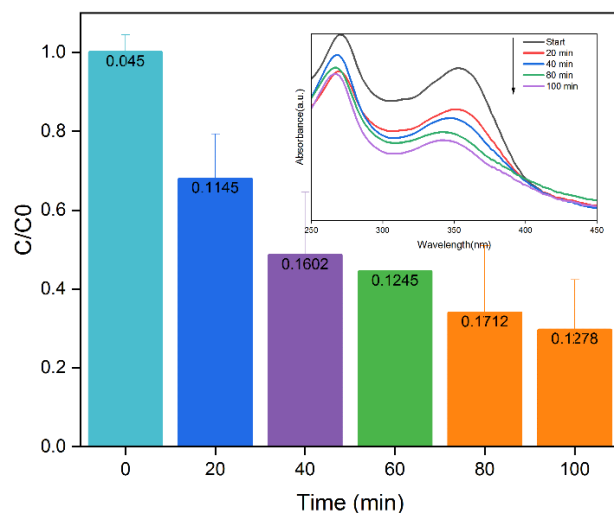 C/C0
1.0
0.8
0.6
0.4
0.2
0.0
0.045
0.1145
0.1602
0.1245
0.1712
0.1278
0 20 40 60 80 100
Time (min)
Absorbance(a.u.)
Start
20 min
40 min
80 min
100 min
250 300 350 400 450
Wavelength(nm)